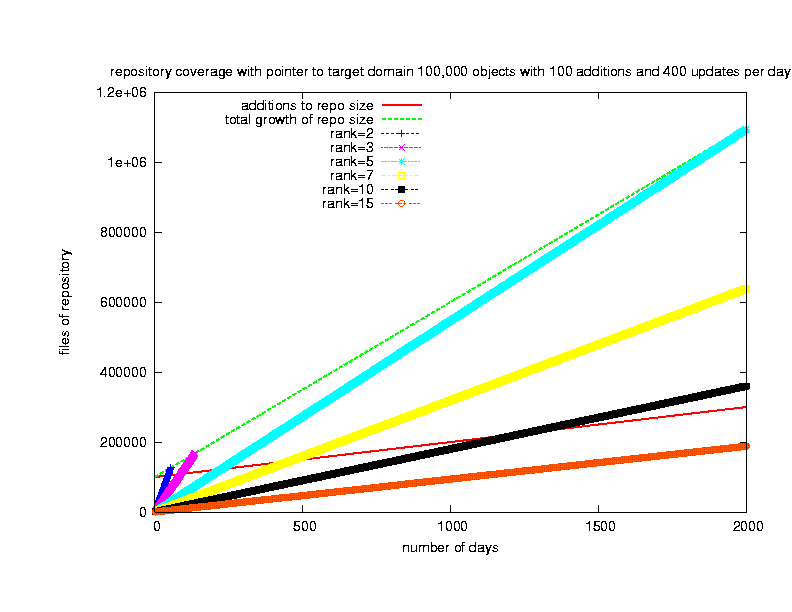 repository coverage with pointer to target domain 100,000 objects with 100 additions and 400 updates per day
1.2e+06
1e+06
800000
600000
400000
200000
0
files of repository
additions to repo size
total growth of repo size
rank=2
rank=3
rank=5
rank=7
rank=10
rank=15
0 500 1000 1500 2000
number of days